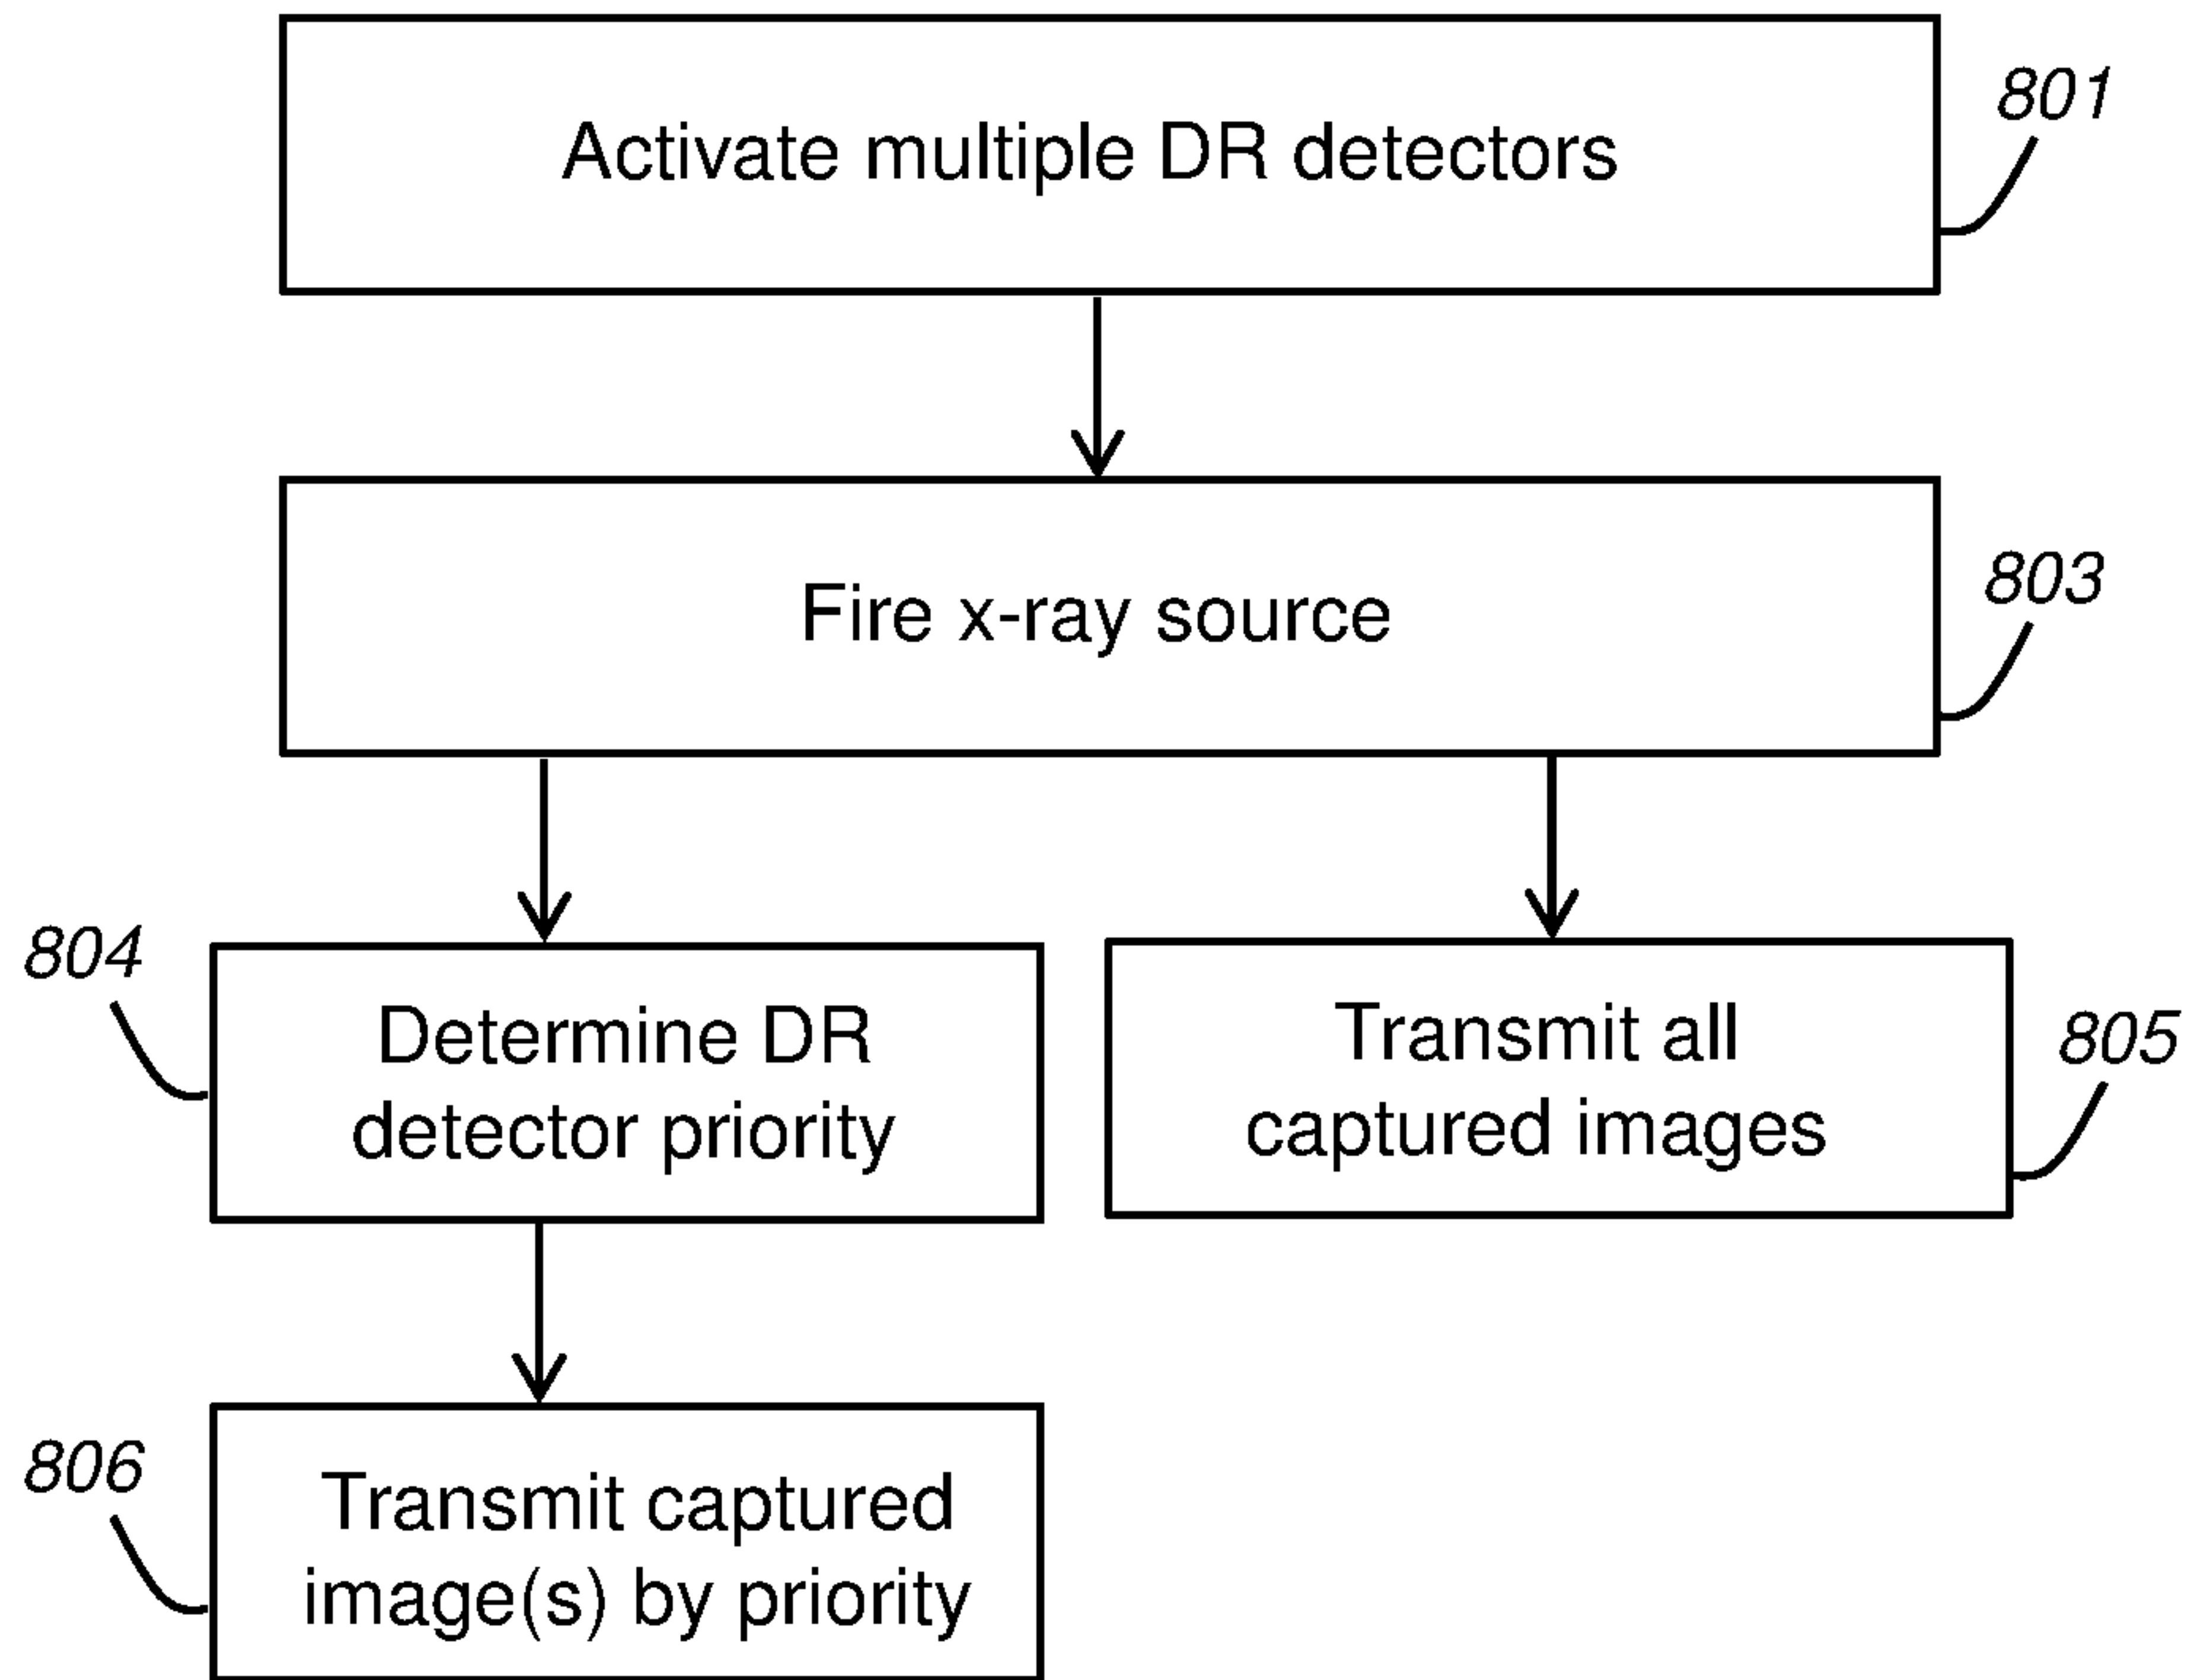 Activate multiple DR detectors
801
Fire x-ray source
803
804
Determine DR
detector priority
Transmit all
captured images
805
806
Transmit captured
image(s) by priority